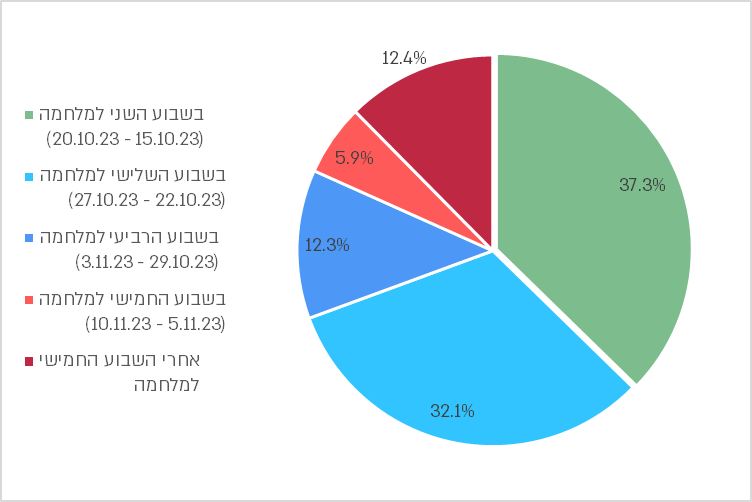 בשבוע השני למלחמה
(15.10.23 - 20.10.23)
בשבוע השלישי למלחמה
(22.10.23 - 27.10.23)
בשבוע הרביעי למלחמה
(29.10.23 - 3.11.23)
בשבוע החמישי למלחמה
(5.11.23 - 10.11.23)
אחרי השבוע החמישי
למלחמה
12.4%
5.9%
37.3%
12.3%
32.1%